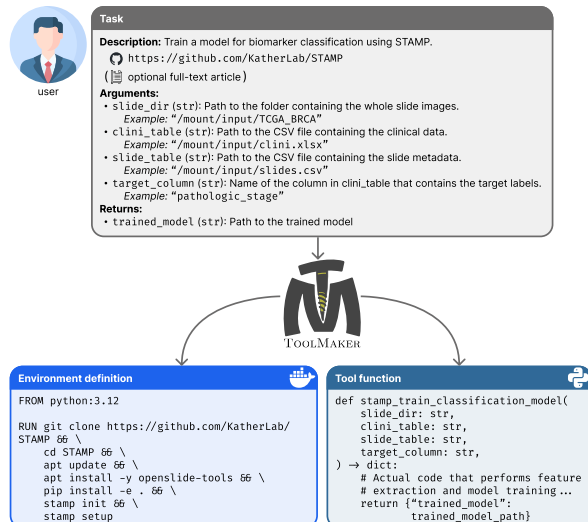 Task
Description: Train a model for biomarker classification using STAMP.
https://github.com/KatherLab/STAMP
( optional full-text article )
Arguments:
• slide_dir (str): Path to the folder containing the whole slide images.
Example: “/mount/input/TCGA_BRCA”
• clini_table (str): Path to the CSV file containing the clinical data.
Example: “/mount/input/clini.xlsx”
• slide_table (str): Path to the CSV file containing the slide metadata.
Example: “/mount/input/slides.csv”
• target_column (str): Name of the column in clini_table that contains the target labels.
Example: “pathologic_stage”
Returns:
• trained_model (str): Path to the trained model
user
TM
TOOLMAKER
Environment definition
FROM python:3.12
RUN git clone https://github.com/KatherLab/
STAMP && \
cd STAMP && \
apt update && \
apt install -y openslide-tools && \
pip install -e . && \
stamp init && \
stamp setup
Tool function
def stamp_train_classification_model(
slide_dir: str,
clini_table: str,
slide_table: str,
target_column: str,
) → dict:
# Actual code that performs feature
# extraction and model training...
return {“trained_model”:
trained_model_path}